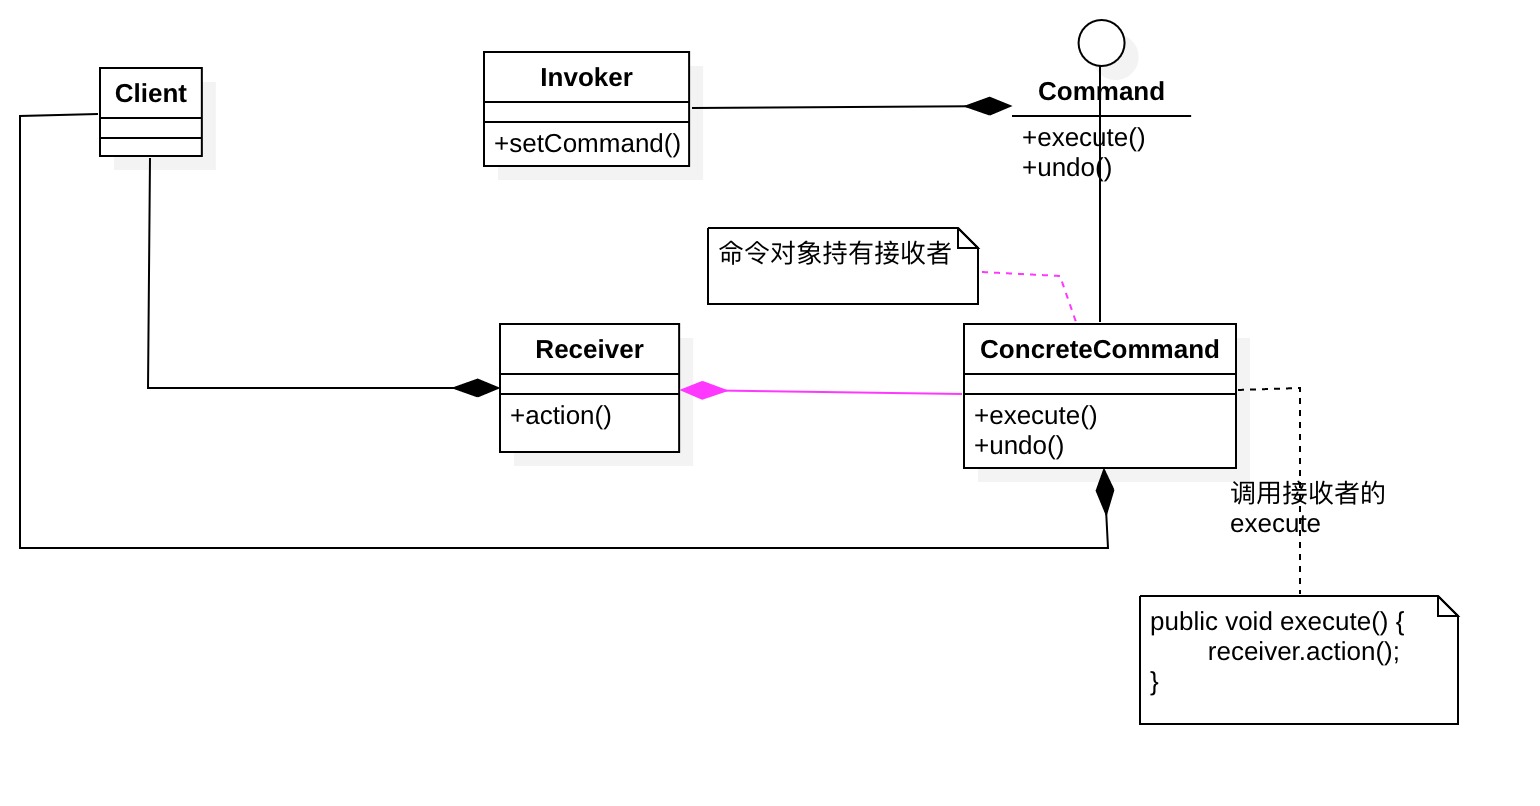 Client
Invoker
+setCommand()
Command
+execute()
+undo()
命令对象持有接收者
Receiver
+action()
ConcreteCommand
+execute()
+undo()
调用接收者的
execute
public void execute() {
receiver.action();
}